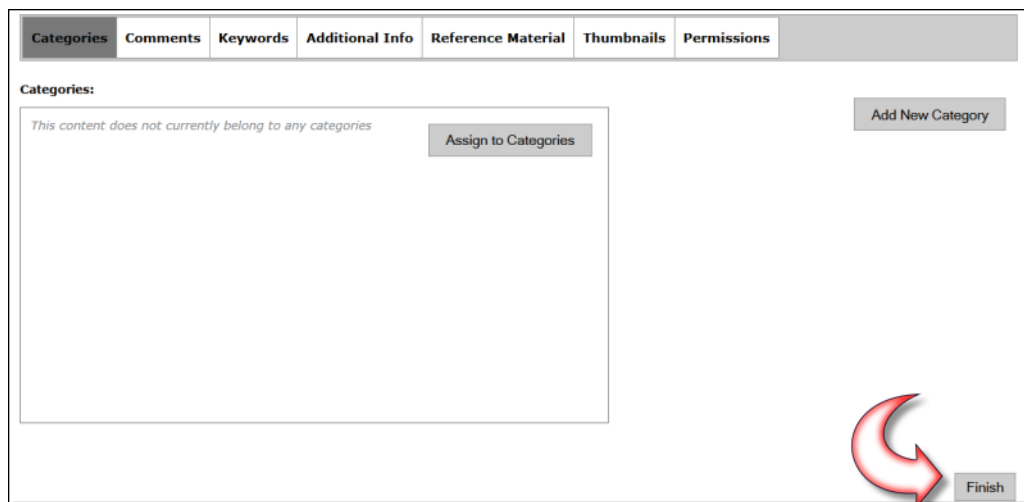 Categories Comments Keywords Additional Info Reference Material Thumbnails Permissions
Categories:
Add New Category
This content does not currently belong to any categories
Assign to Categories
Finish